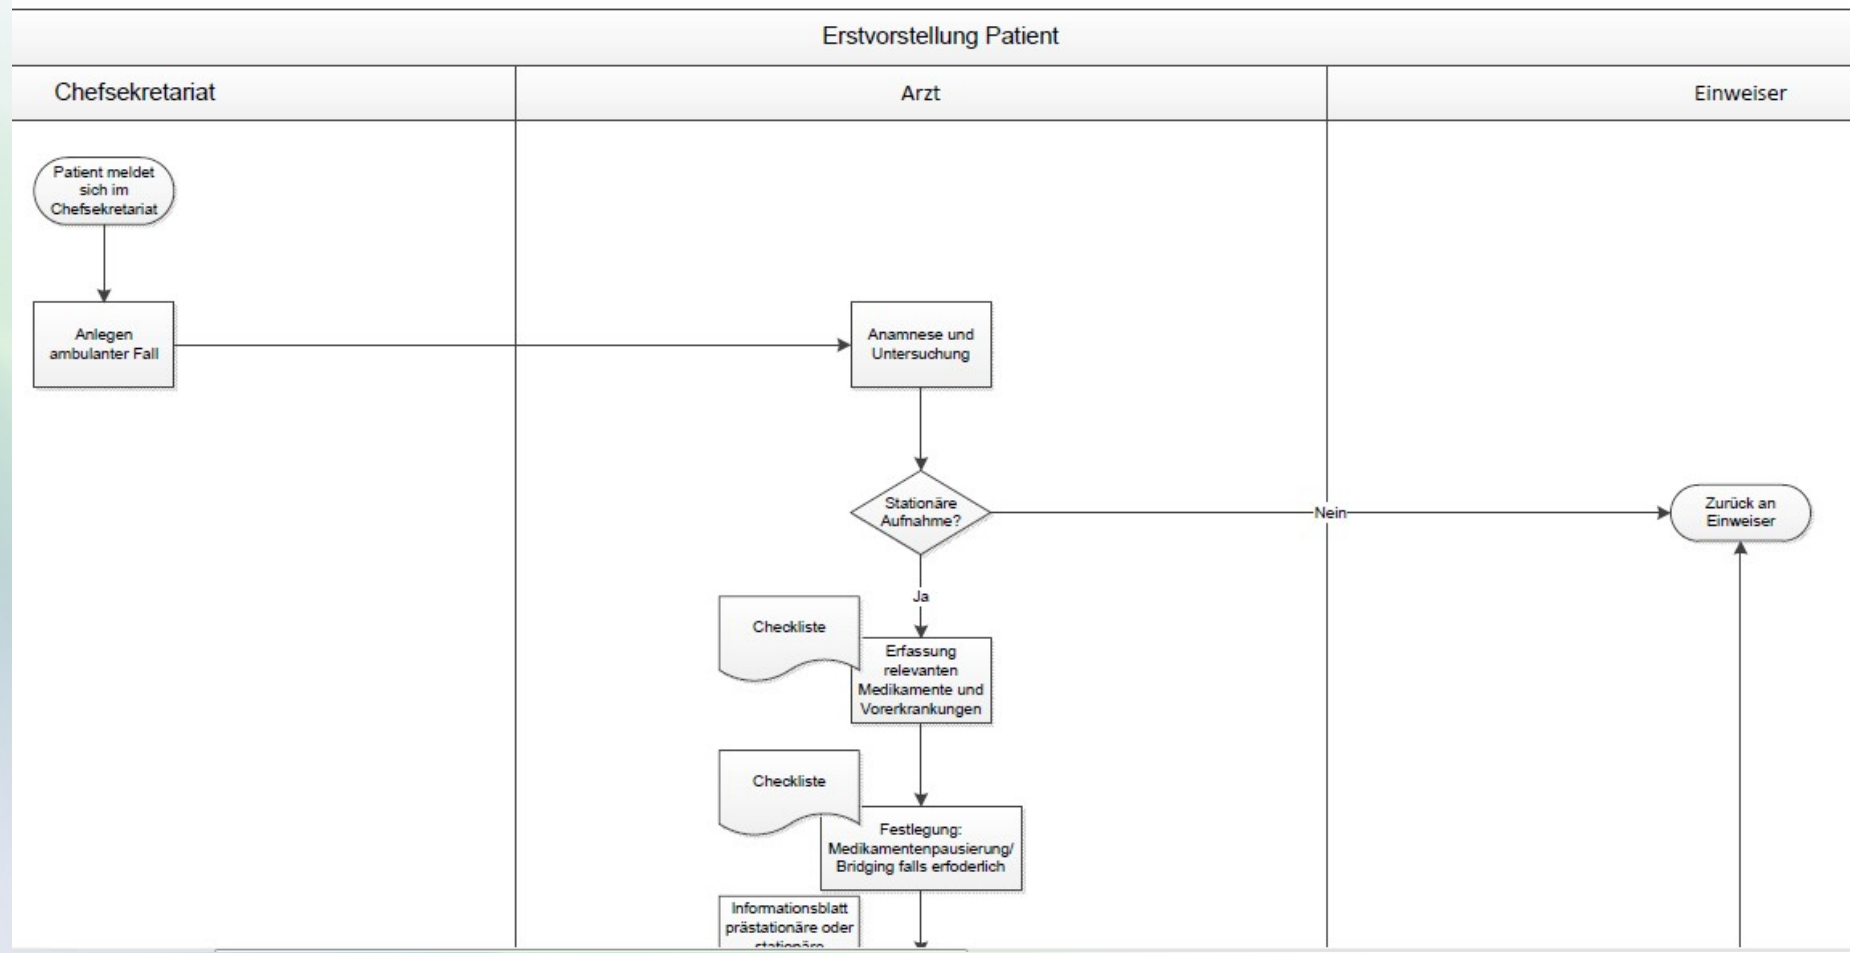 Erstvorstellung Patient
Chefsekretariat
Arzt
Einweiser
Patient meldet
sich im
Chefsekretariat
Anlegen
ambulanter Fall
Anamnese und
Untersuchung
Stationäre
Aufnahme?
Nein
Zurück an
Einweiser
Ja
Checkliste
Erfassung
relevanten
Medikamente und
Vorerkrankungen
Checkliste
Festlegung:
Medikamentenpausierung/
Bridging falls erfoderlich
Informationsblatt
prästationäre oder
stationäre